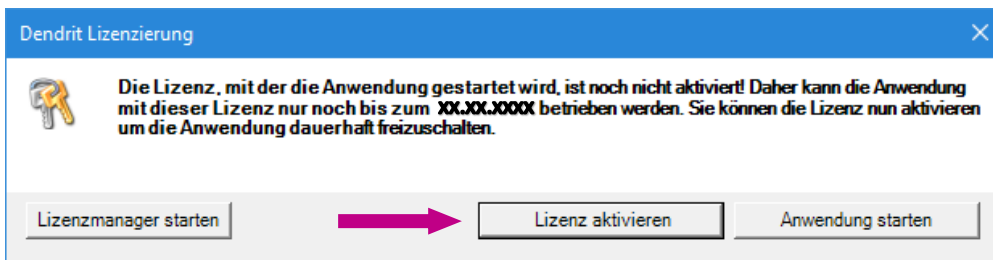 Dendrit Lizenzierung
Die Lizenz, mit der die Anwendung gestartet wird, ist noch nicht aktiviert! Daher kann die Anwendung
mit dieser Lizenz nur noch bis zum XX.XX.XXXX betrieben werden. Sie können die Lizenz nun aktivieren
um die Anwendung dauerhaft freizuschalten.
Lizenzmanager starten Lizenz aktivieren Anwendung starten